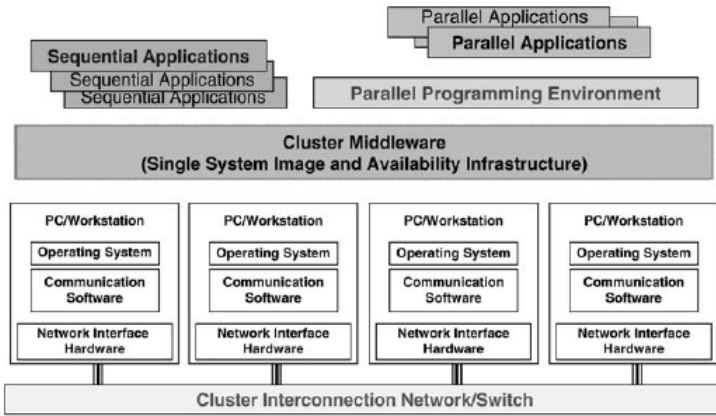 Parallel Applications
Parallel Applications
Sequential Applications
Sequential Applications
Sequential Applications
Parallel Programming Environment
Cluster Middleware
(Single System Image and Availability Infrastructure)
PC/Workstation
Operating System
Communication
Software
Network Interface
Hardware
PC/Workstation
Operating System
Communication
Software
Network Interface
Hardware
PC/Workstation
Operating System
Communication
Software
Network Interface
Hardware
PC/Workstation
Operating System
Communication
Software
Network Interface
Hardware
Cluster Interconnection Network/Switch